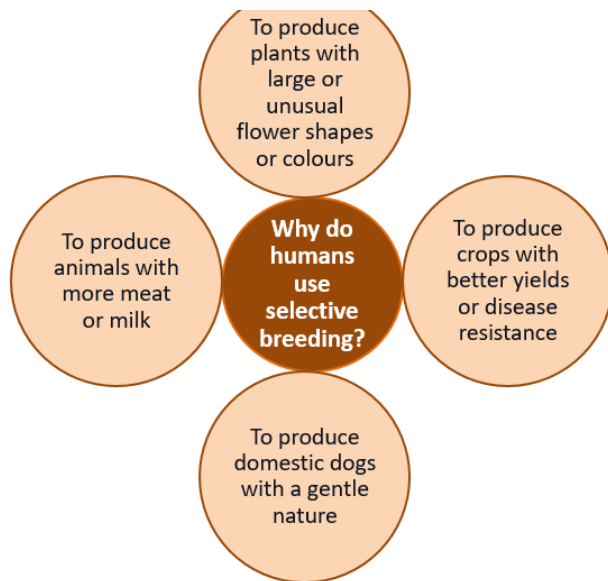 To produce
plants with
large or
unusual
flower shapes
or colours
To produce
animals with
more meat
or milk
Why do
humans
use
selective
breeding?
To produce
crops with
better yields
or disease
resistance
To produce
domestic dogs
with a gentle
nature